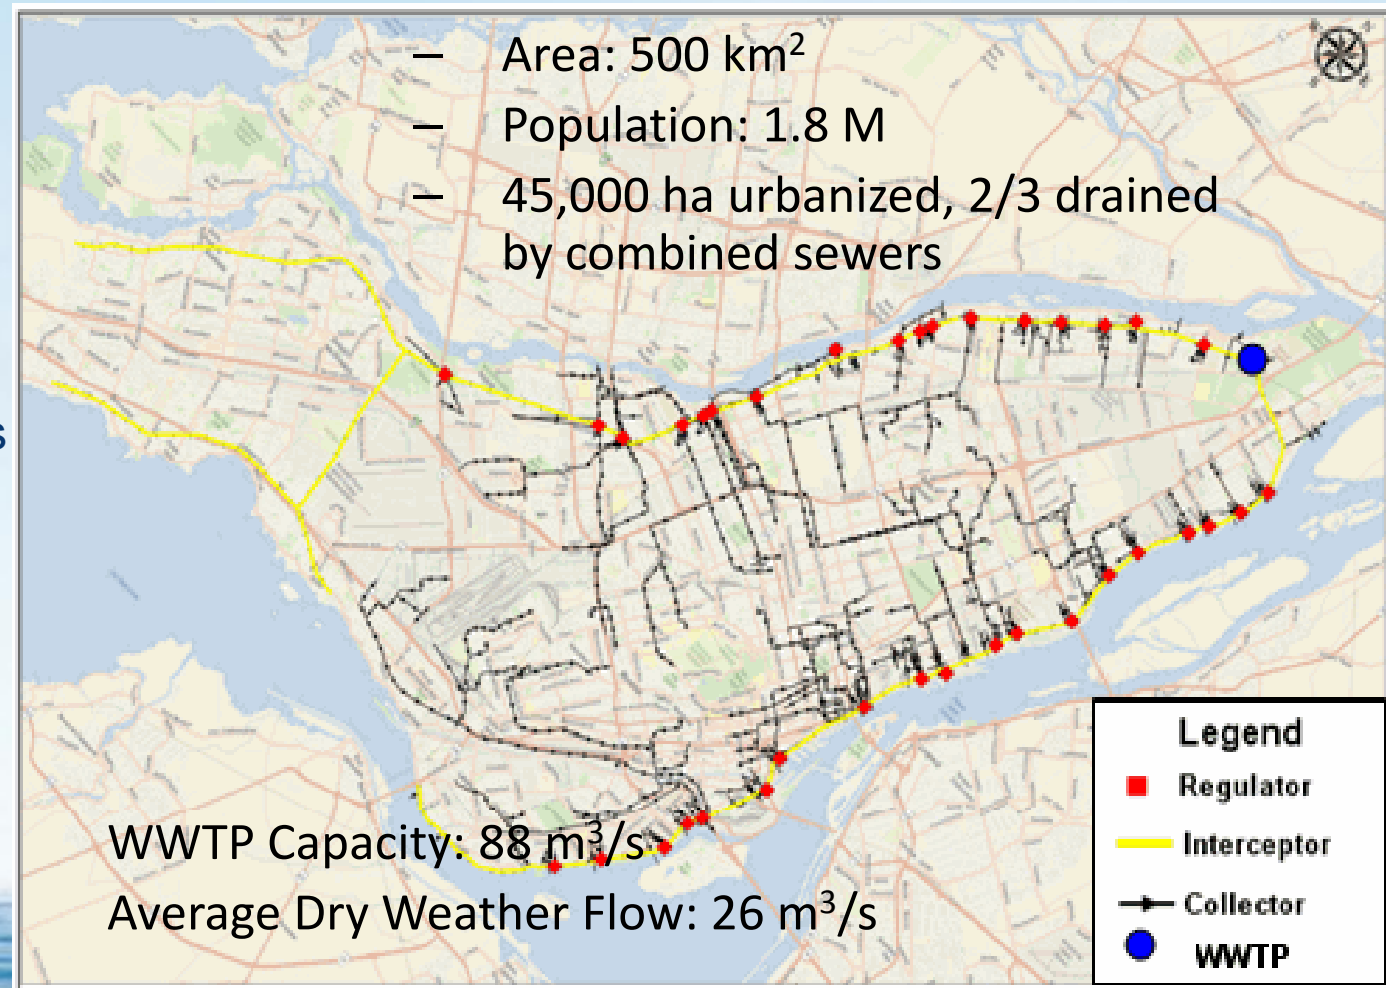 – Area: 500 km²
– Population: 1.8 M
– 45,000 ha urbanized, 2/3 drained
by combined sewers
s
WWTP Capacity: 88 m³/s
Average Dry Weather Flow: 26 m³/s
Legend
Regulator
Interceptor
Collector
WWTP